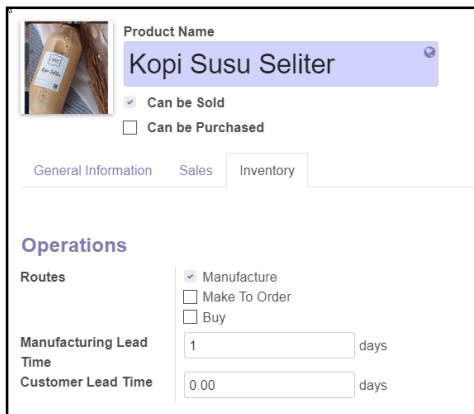 Product Name
Kopi Susu Seliter
Can be Sold
Can be Purchased
General Information Sales Inventory
Operations
Routes
Manufacture
Make To Order
Buy
Manufacturing Lead Time
1 days
Customer Lead Time
0.00 days